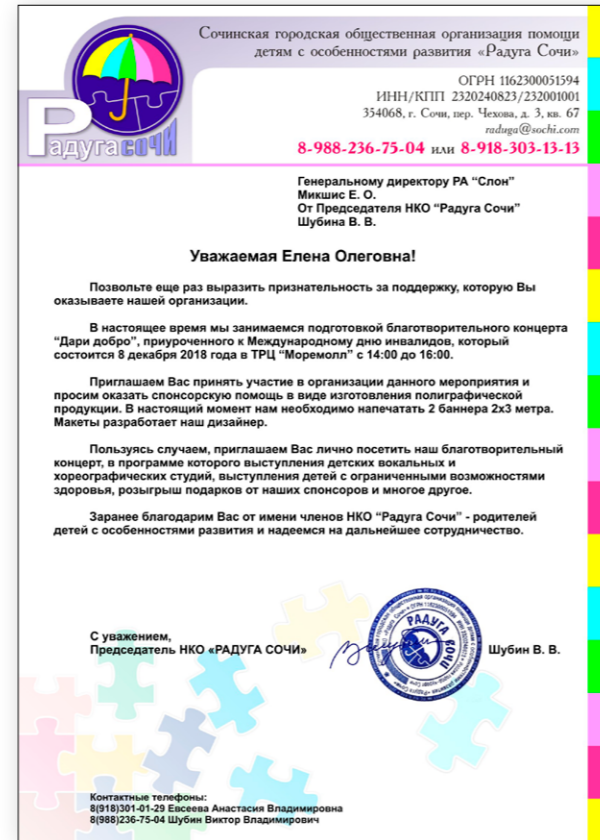 Сочинская городская общественная организация помощи
детям с особенностями развития «Радуга Сочи»
Радуга СОЧИ
ОГРН 1162300051594
ИНН/КПП 2320240823/232001001
354068, г. Сочи, пер. Чехова, д. 3, кв. 67
raduga@sochi.com
8-988-236-75-04 или 8-918-303-13-13
Генеральному директору РА “Слон”
Микшис Е. О.
От Председателя НКО “Радуга Сочи”
Шубина В. В.
Уважаемая Елена Олеговна!
Позвольте еще раз выразить признательность за поддержку, которую Вы
оказываете нашей организации.
В настоящее время мы занимаемся подготовкой благотворительного концерта
“Дари добро”, приуроченного к Международному дню инвалидов, который
состоится 8 декабря 2018 года в ТРЦ “Моремолл” с 14:00 до 16:00.
Приглашаем Вас принять участие в организации данного мероприятия и
просим оказать спонсорскую помощь в виде изготовления полиграфической
продукции. В настоящий момент нам необходимо напечатать 2 баннера 2х3 метра.
Макеты разработает наш дизайнер.
Пользуясь случаем, приглашаем Вас лично посетить наш благотворительный
концерт, в программе которого выступления детских вокальных и
хореографических студий, выступления детей с ограниченными возможностями
здоровья, розыгрыш подарков от наших спонсоров и многое другое.
Заранее благодарим Вас от имени членов НКО “Радуга Сочи” - родителей
детей с особенностями развития и надеемся на дальнейшее сотрудничество.
С уважением,
Председатель НКО «РАДУГА СОЧИ»
РАДУГА
СОЧИ
Шубин В. В.
Контактные телефоны:
8(918)301-01-29 Евсеева Анастасия Владимировна
8(988)236-75-04 Шубин Виктор Владимирович